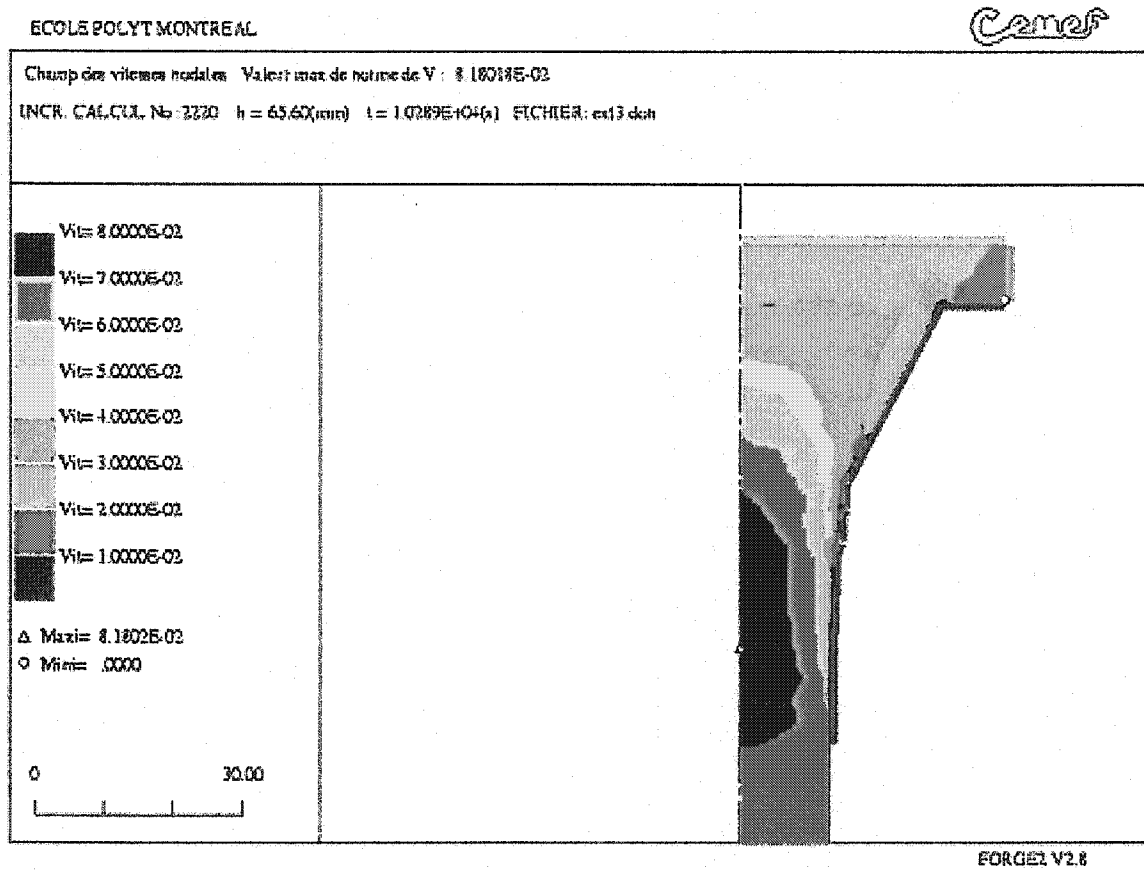 ECOLE POLYT MONTREAL
Cemef
Champ des vitesses nodales Valeur max de norme de V : 8.18018E-02
INCR. CALCUL No :2220 h = 65.60(mm) t = 1.0289E+04(s) FICHIER: ext3.don
Vit= 8.0000E-02
Vit= 7.0000E-02
Vit= 6.0000E-02
Vit= 5.0000E-02
Vit= 4.0000E-02
Vit= 3.0000E-02
Vit= 2.0000E-02
Vit= 1.0000E-02
Δ Maxi= 8.1802E-02
O Mini= .0000
0 30.00
FORGE2 V2.8